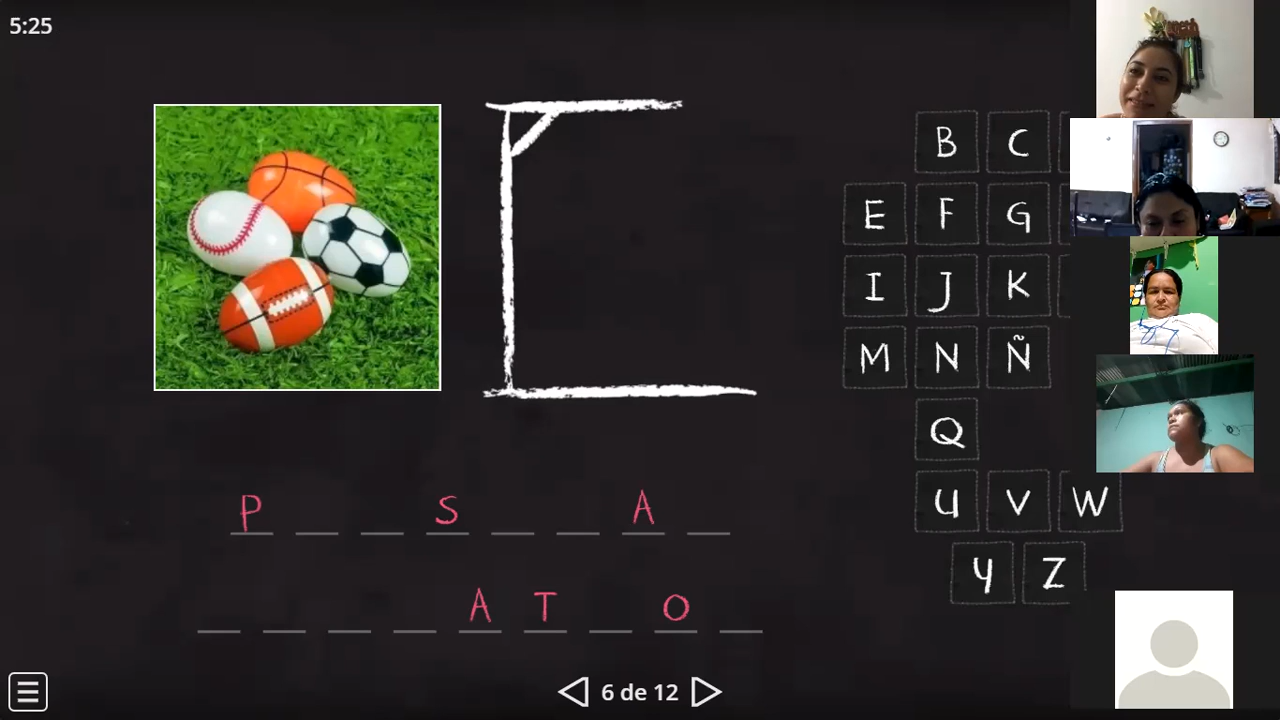 5:25
B C
E F G
I J K
M N Ñ
Q
U V W
Y Z
P _ _ S _ _ A _
_ _ _ _ A T _ O _
6 de 12